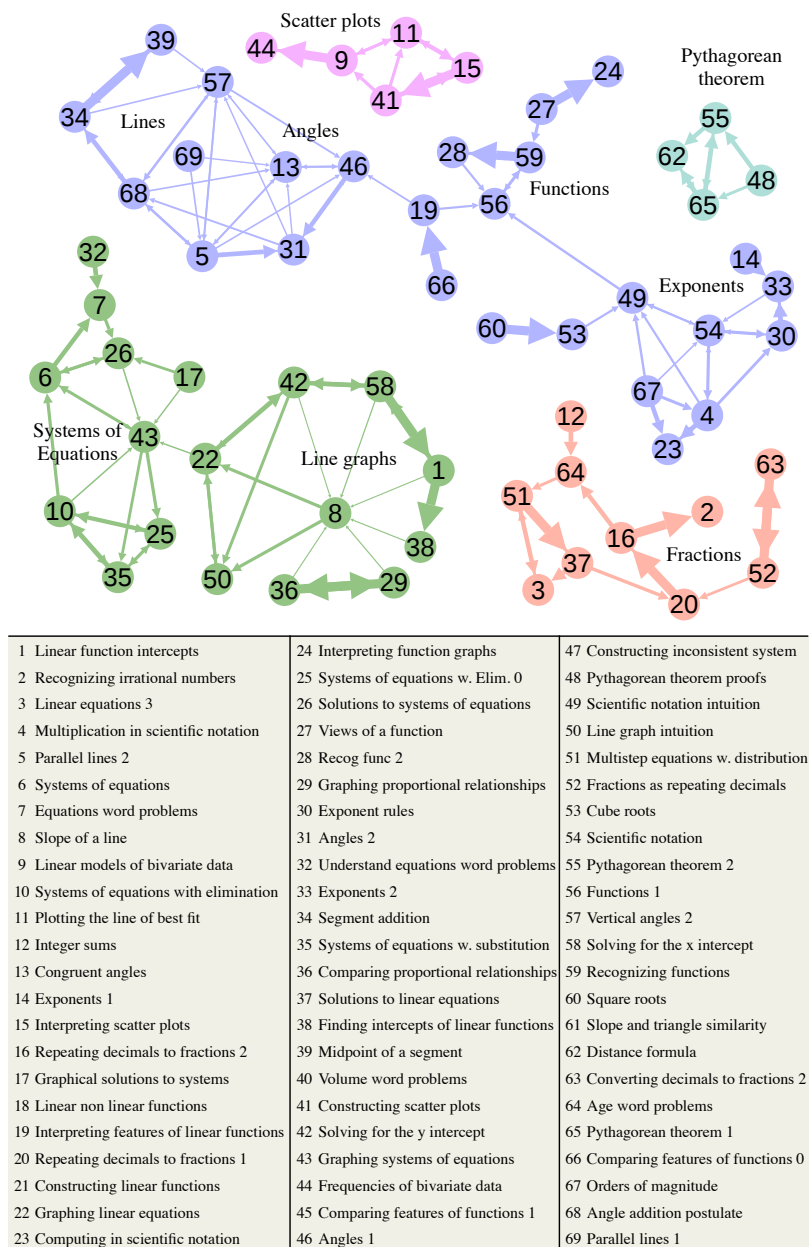 39
44
Scatter plots
11
9
15
41
57
24
Pythagorean
theorem
34
Lines
Angles
27
55
69
13
46
28
59
Functions
62
48
68
19
56
65
5
31
32
66
14
33
Exponents
7
49
60
53
54
30
26
6
17
42
58
67
4
12
23
Systems of
Equations
43
22
Line graphs
1
64
63
51
10
8
16
2
25
38
37
Fractions
35
50
36
29
3
20
52
1 Linear function intercepts
2 Recognizing irrational numbers
3 Linear equations 3
4 Multiplication in scientific notation
5 Parallel lines 2
6 Systems of equations
7 Equations word problems
8 Slope of a line
9 Linear models of bivariate data
10 Systems of equations with elimination
11 Plotting the line of best fit
12 Integer sums
13 Congruent angles
14 Exponents 1
15 Interpreting scatter plots
16 Repeating decimals to fractions 2
17 Graphical solutions to systems
18 Linear non linear functions
19 Interpreting features of linear functions
20 Repeating decimals to fractions 1
21 Constructing linear functions
22 Graphing linear equations
23 Computing in scientific notation
24 Interpreting function graphs
25 Systems of equations w. Elim. 0
26 Solutions to systems of equations
27 Views of a function
28 Recog func 2
29 Graphing proportional relationships
30 Exponent rules
31 Angles 2
32 Understand equations word problems
33 Exponents 2
34 Segment addition
35 Systems of equations w. substitution
36 Comparing proportional relationships
37 Solutions to linear equations
38 Finding intercepts of linear functions
39 Midpoint of a segment
40 Volume word problems
41 Constructing scatter plots
42 Solving for the y intercept
43 Graphing systems of equations
44 Frequencies of bivariate data
45 Comparing features of functions 1
46 Angles 1
47 Constructing inconsistent system
48 Pythagorean theorem proofs
49 Scientific notation intuition
50 Line graph intuition
51 Multistep equations w. distribution
52 Fractions as repeating decimals
53 Cube roots
54 Scientific notation
55 Pythagorean theorem 2
56 Functions 1
57 Vertical angles 2
58 Solving for the x intercept
59 Recognizing functions
60 Square roots
61 Slope and triangle similarity
62 Distance formula
63 Converting decimals to fractions 2
64 Age word problems
65 Pythagorean theorem 1
66 Comparing features of functions 0
67 Orders of magnitude
68 Angle addition postulate
69 Parallel lines 1